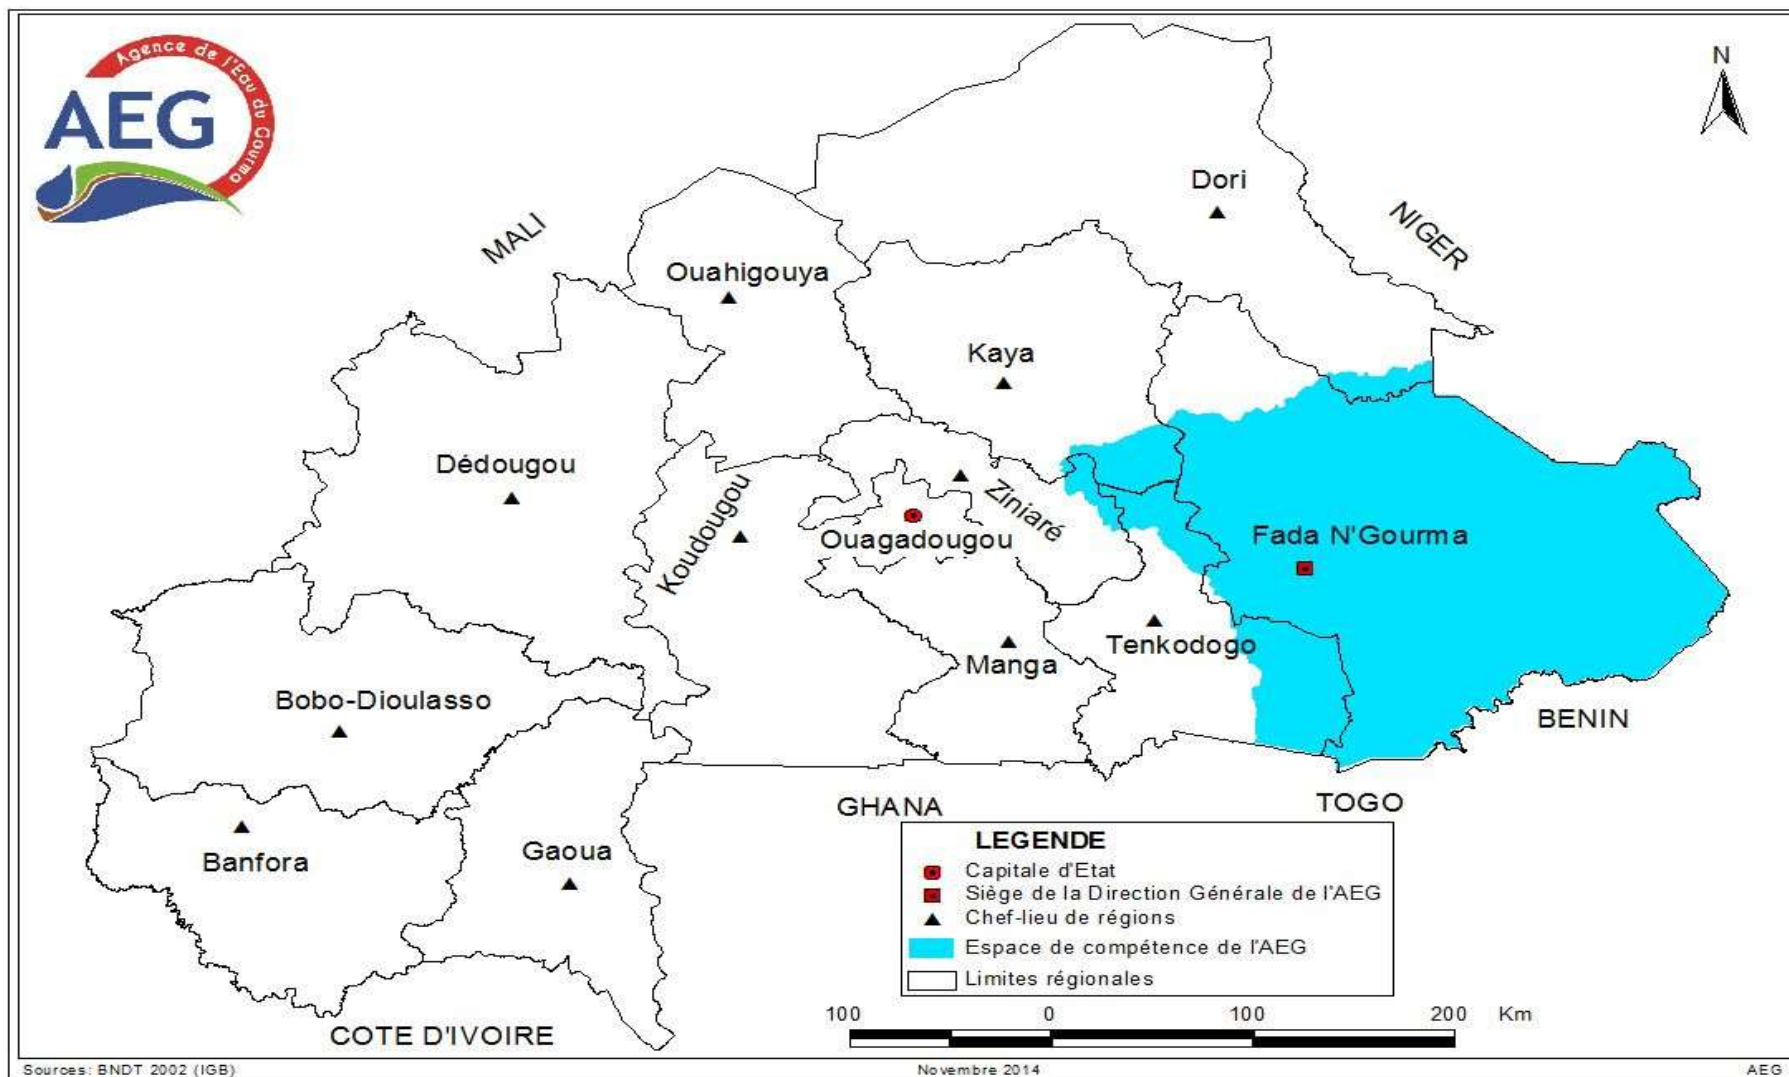 Agence de l'Eau du Gourma
AEG
N
Dori
MALI
NIGER
Ouahigouya
Kaya
Dédougou
Koudougou
Ziniaré
Ouagadougou
Fada N'Gourma
Tenkodogo
Manga
Bobo-Dioulasso
BENIN
GHANA
TOGO
Banfora
Gaoua
COTE D'IVOIRE
LEGENDE
Capitale d'Etat
Siège de la Direction Générale de l'AEG
Chef-lieu de régions
Espace de compétence de l'AEG
Limites régionales
100 0 100 200 Km
Sources: BNDT 2002 (IGB) Novembre 2014 AEG